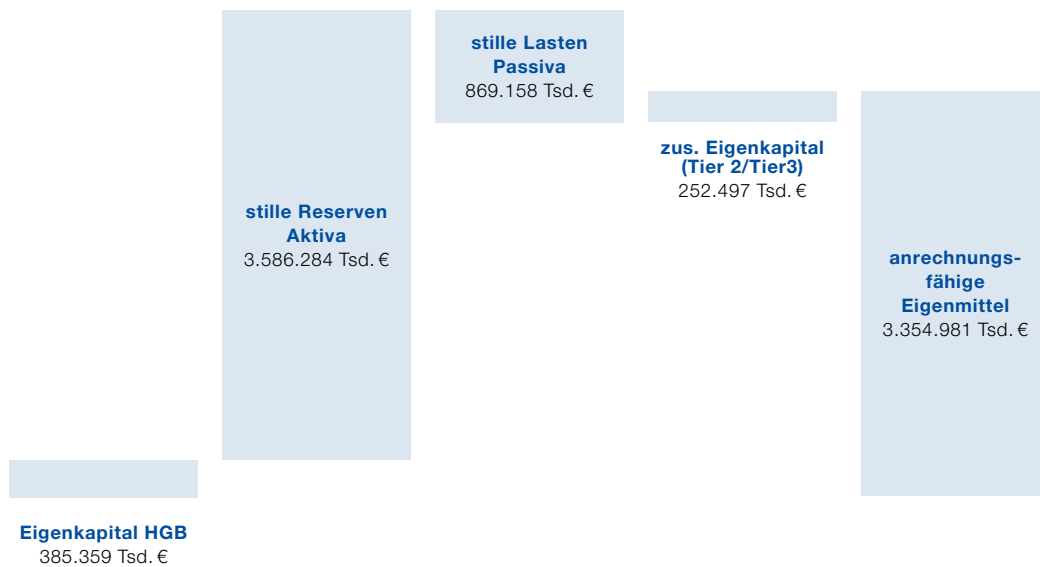 Eigenkapital HGB
385.359 Tsd. €
stille Reserven
Aktiva
3.586.284 Tsd. €
stille Lasten
Passiva
869.158 Tsd. €
zus. Eigenkapital
(Tier 2/Tier3)
252.497 Tsd. €
anrechnungs-
fähige
Eigenmittel
3.354.981 Tsd. €